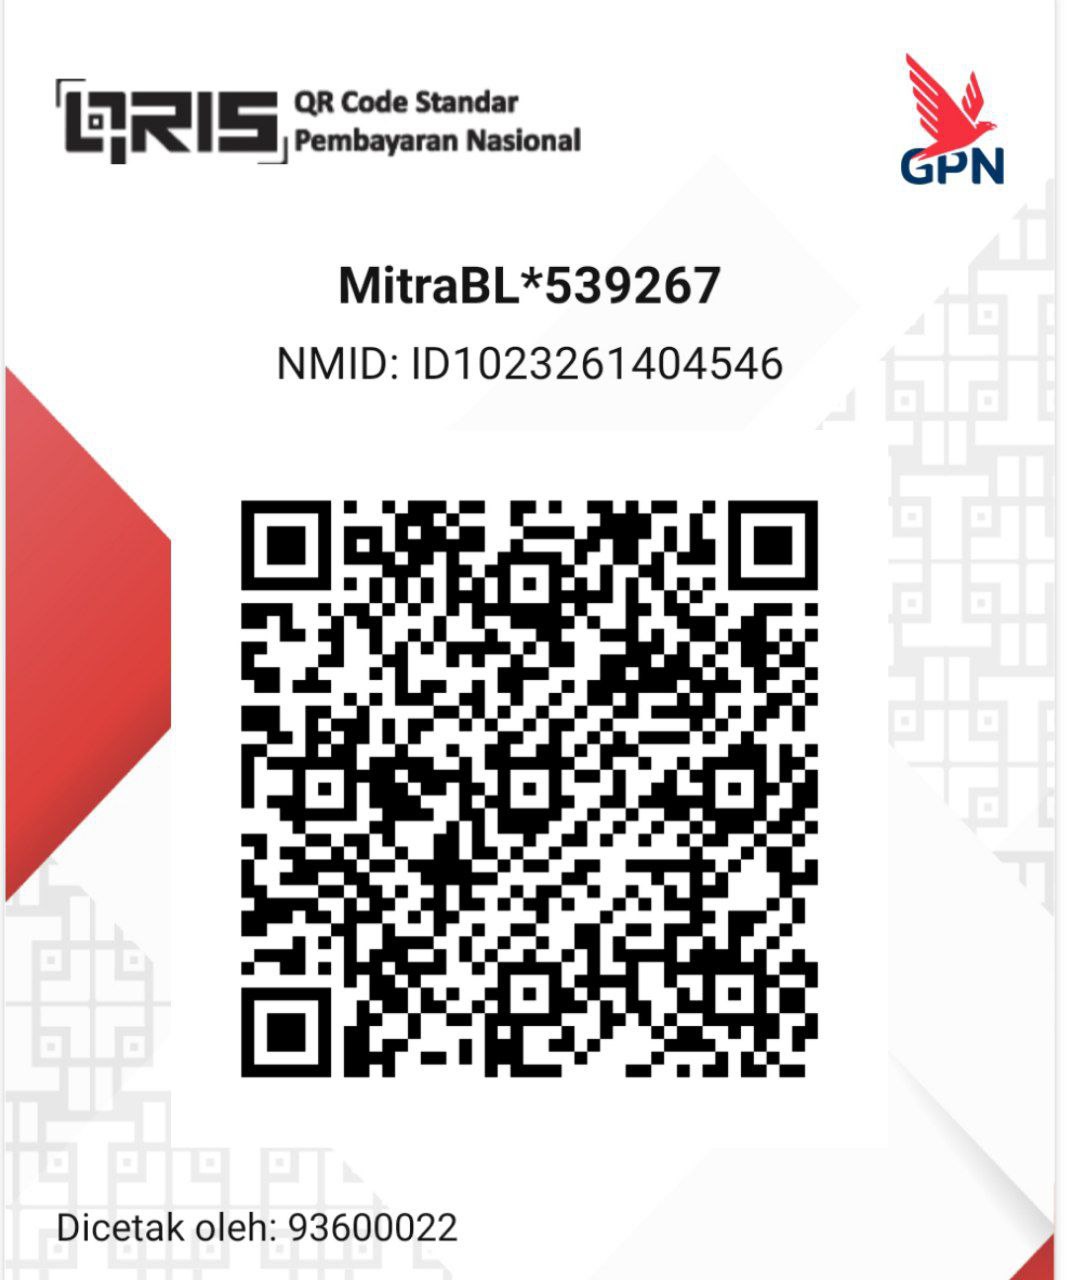 QRIS QR Code Standar
Pembayaran Nasional
GPN
MitraBL*539267
NMID: ID1023261404546
Dicetak oleh: 93600022